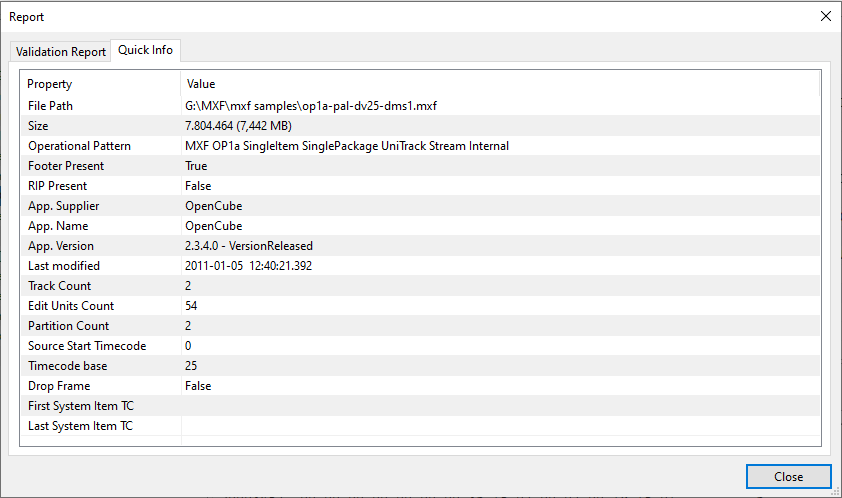 Report
Validation Report Quick Info
Property Value
File Path G:\MXF\mxf samples\op1a-pal-dv25-dms1.mxf
Size 7.804.464 (7,442 MB)
Operational Pattern MXF OP1a SingleItem SinglePackage UniTrack Stream Internal
Footer Present True
RIP Present False
App. Supplier OpenCube
App. Name OpenCube
App. Version 2.3.4.0 - VersionReleased
Last modified 2011-01-05  12:40:21.392
Track Count 2
Edit Units Count 54
Partition Count 2
Source Start Timecode 0
Timecode base 25
Drop Frame False
First System Item TC
Last System Item TC
Close